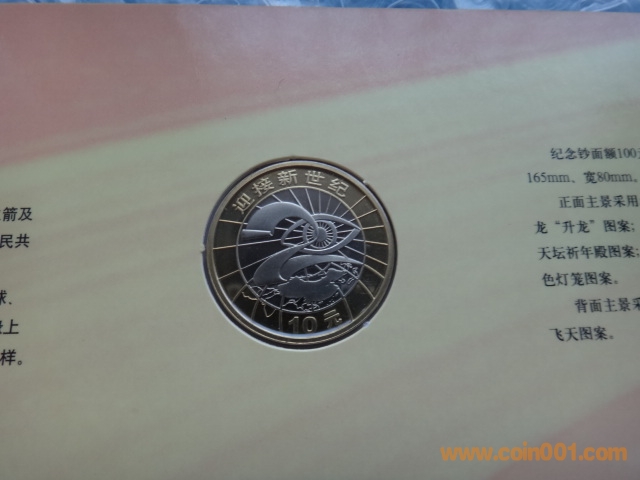 箭及
民共
球.
上
样。
迎接新世纪
10元
纪念钞面额100
165mm、宽80mm。
正面主景采用
龙“升龙”图案;
天坛祈年殿图案;
色灯笼图案。
背面主景采
飞天图案。
www.coin001.com